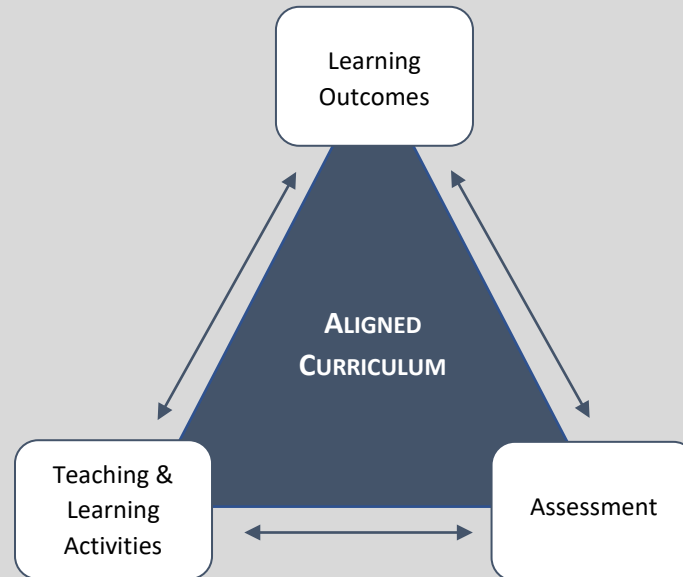 Learning
Outcomes
ALIGNED
CURRICULUM
Teaching &
Learning
Activities
Assessment